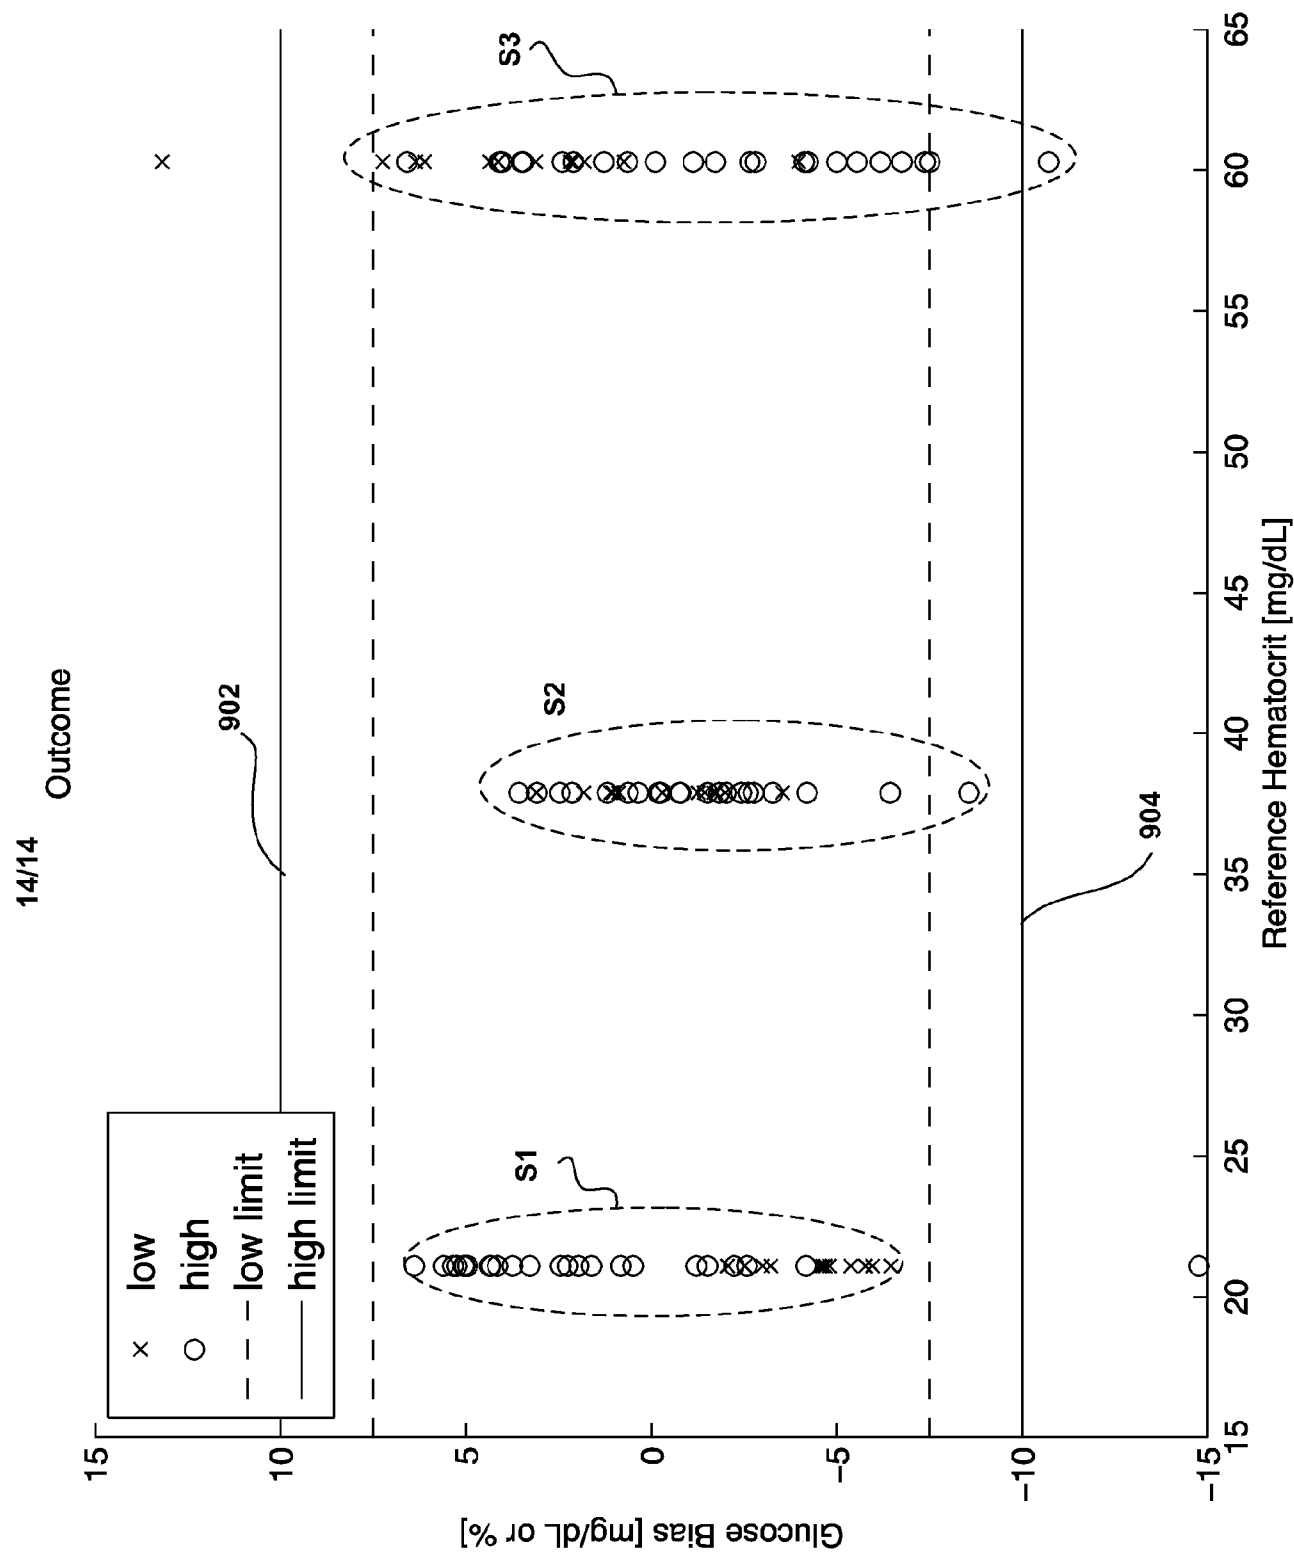 14/14
Outcome
902
low
high
low limit
high limit
S1
S2
S3
904
15
10
5
0
−5
−10
−15
Glucose Bias [mg/dL or %]
15
20
25
30
35
40
45
50
55
60
65
Reference Hematocrit [mg/dL]